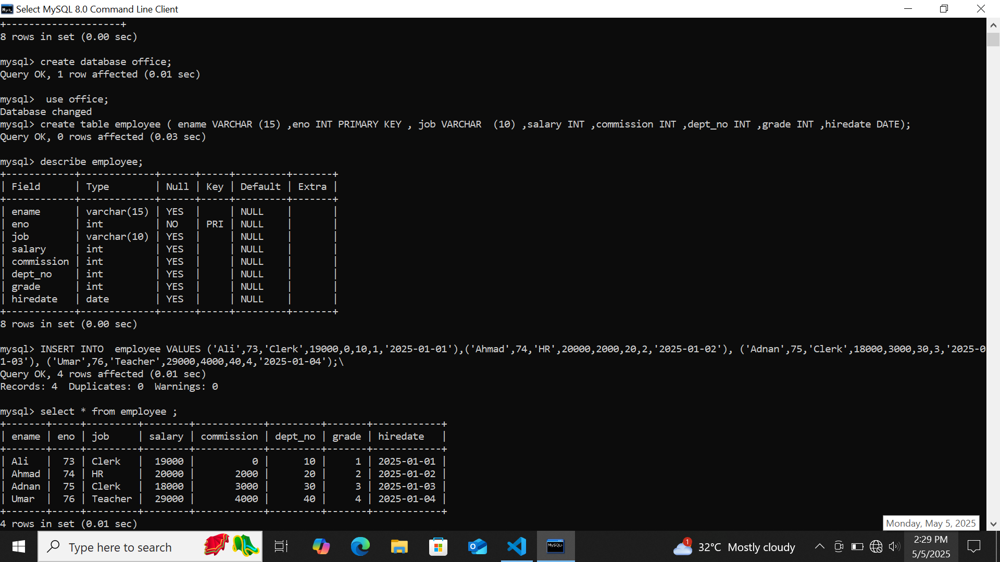 Select MySQL 8.0 Command Line Client
+--------------------+
8 rows in set (0.00 sec)
mysql> create database office;
Query OK, 1 row affected (0.01 sec)
mysql>  use office;
Database changed
mysql> create table employee ( ename VARCHAR (15) ,eno INT PRIMARY KEY , job VARCHAR  (10) ,salary INT ,commission INT ,dept_no INT ,grade INT ,hiredate DATE);
Query OK, 0 rows affected (0.03 sec)
mysql> describe employee;
+------------+-------------+------+-----+---------+-------+
| Field      | Type        | Null | Key | Default | Extra |
+------------+-------------+------+-----+---------+-------+
| ename      | varchar(15) | YES  |     | NULL    |       |
| eno        | int         | NO   | PRI | NULL    |       |
| job        | varchar(10) | YES  |     | NULL    |       |
| salary     | int         | YES  |     | NULL    |       |
| commission | int         | YES  |     | NULL    |       |
| dept_no    | int         | YES  |     | NULL    |       |
| grade      | int         | YES  |     | NULL    |       |
| hiredate   | date        | YES  |     | NULL    |       |
+------------+-------------+------+-----+---------+-------+
8 rows in set (0.00 sec)
mysql> INSERT INTO  employee VALUES ('Ali',73,'Clerk',19000,0,10,1,'2025-01-01'),('Ahmad',74,'HR',20000,2000,20,2,'2025-01-02'), ('Adnan',75,'Clerk',18000,3000,30,3,'2025-0
1-03'), ('Umar',76,'Teacher',29000,4000,40,4,'2025-01-04');\
Query OK, 4 rows affected (0.01 sec)
Records: 4  Duplicates: 0  Warnings: 0
mysql> select * from employee ;
+-------+-----+---------+--------+------------+---------+-------+------------+
| ename | eno | job     | salary | commission | dept_no | grade | hiredate   |
+-------+-----+---------+--------+------------+---------+-------+------------+
| Ali   |  73 | Clerk   |  19000 |          0 |      10 |     1 | 2025-01-01 |
| Ahmad |  74 | HR      |  20000 |       2000 |      20 |     2 | 2025-01-02 |
| Adnan |  75 | Clerk   |  18000 |       3000 |      30 |     3 | 2025-01-03 |
| Umar  |  76 | Teacher |  29000 |       4000 |      40 |     4 | 2025-01-04 |
+-------+-----+---------+--------+------------+---------+-------+------------+
4 rows in set (0.01 sec)
Monday, May 5, 2025
Type here to search
MySQL>
1
32°C Mostly cloudy
2:29 PM
5/5/2025